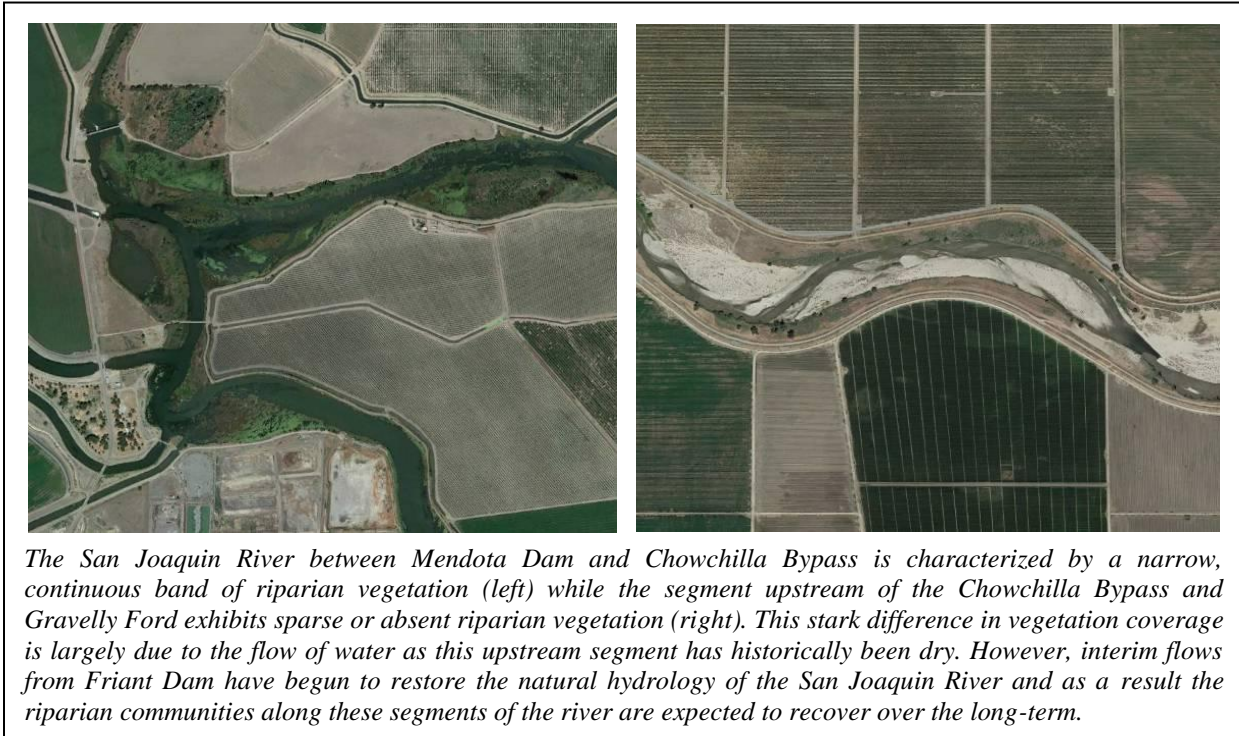 The San Joaquin River between Mendota Dam and Chowchilla Bypass is characterized by a narrow,
continuous band of riparian vegetation (left) while the segment upstream of the Chowchilla Bypass and
Gravelly Ford exhibits sparse or absent riparian vegetation (right). This stark difference in vegetation coverage
is largely due to the flow of water as this upstream segment has historically been dry. However, interim flows
from Friant Dam have begun to restore the natural hydrology of the San Joaquin River and as a result the
riparian communities along these segments of the river are expected to recover over the long-term.